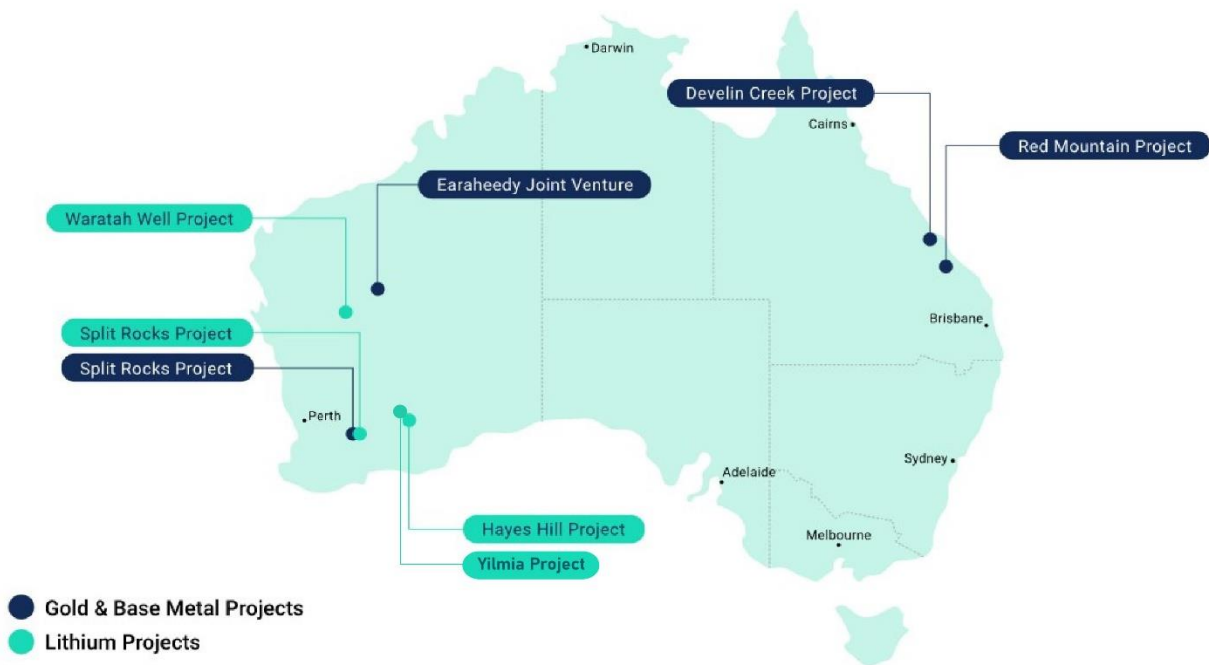 Darwin
Develin Creek Project
Cairns
Red Mountain Project
Earaheedy Joint Venture
Waratah Well Project
Split Rocks Project
Brisbane
Split Rocks Project
Perth
Sydney
Adelaide
Hayes Hill Project
Melbourne
Yilmia Project
Gold & Base Metal Projects
Lithium Projects